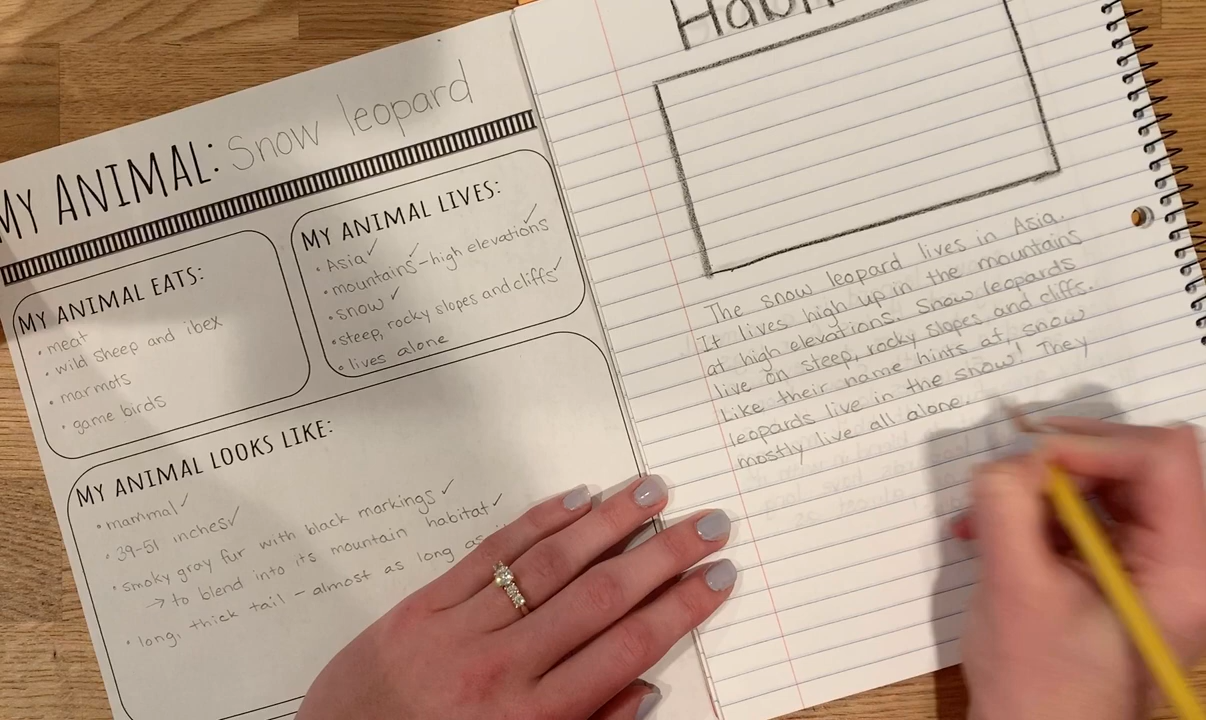 MY ANIMAL: Snow leopard
MY ANIMAL EATS:
• meat
• wild sheep and ibex
• marmots
• game birds
MY ANIMAL LIVES:
• Asia ✓
• mountains ✓ - high elevations ✓
• snow ✓
• steep, rocky slopes and cliffs ✓
• lives alone
MY ANIMAL LOOKS LIKE:
• mammal ✓
• 39-51 inches ✓
• smoky gray fur with black markings ✓
→ to blend into its mountain habitat ✓
• long, thick tail - almost as long as
The snow leopard lives in Asia.
It lives high up in the mountains
at high elevations. Snow leopards
live on steep, rocky slopes and cliffs.
Like their name hints at, snow
leopards live in the snow! They
mostly live all alone.